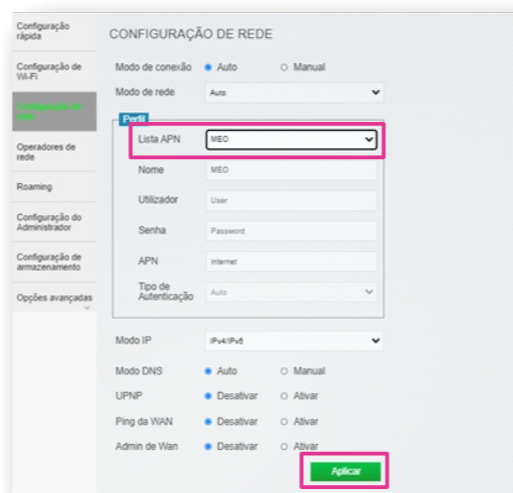 Configuração
rápida
Configuração de
Wi-Fi
Configuração de
rede
Operadores de
rede
Roaming
Configuração do
Administrador
Configuração de
armazenamento
Opções avançadas
CONFIGURAÇÃO DE REDE
Modo de conexão Auto Manual
Modo de rede Auto
Perfil
Lista APN MEO
Nome MEO
Utilizador User
Senha Password
APN internet
Tipo de
Autenticação Auto
Modo IP IPv4/IPv6
Modo DNS Auto Manual
UPNP Desativar Ativar
Ping da WAN Desativar Ativar
Admin de Wan Desativar Ativar
Aplicar